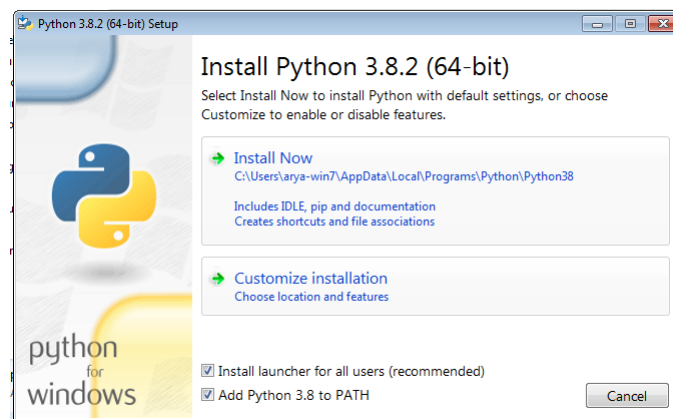 Python 3.8.2 (64-bit) Setup
Install Python 3.8.2 (64-bit)
Select Install Now to install Python with default settings, or choose
Customize to enable or disable features.
Install Now
C:\Users\arya-win7\AppData\Local\Programs\Python\Python38
Includes IDLE, pip and documentation
Creates shortcuts and file associations
Customize installation
Choose location and features
python
for
windows
Install launcher for all users (recommended)
Add Python 3.8 to PATH
Cancel